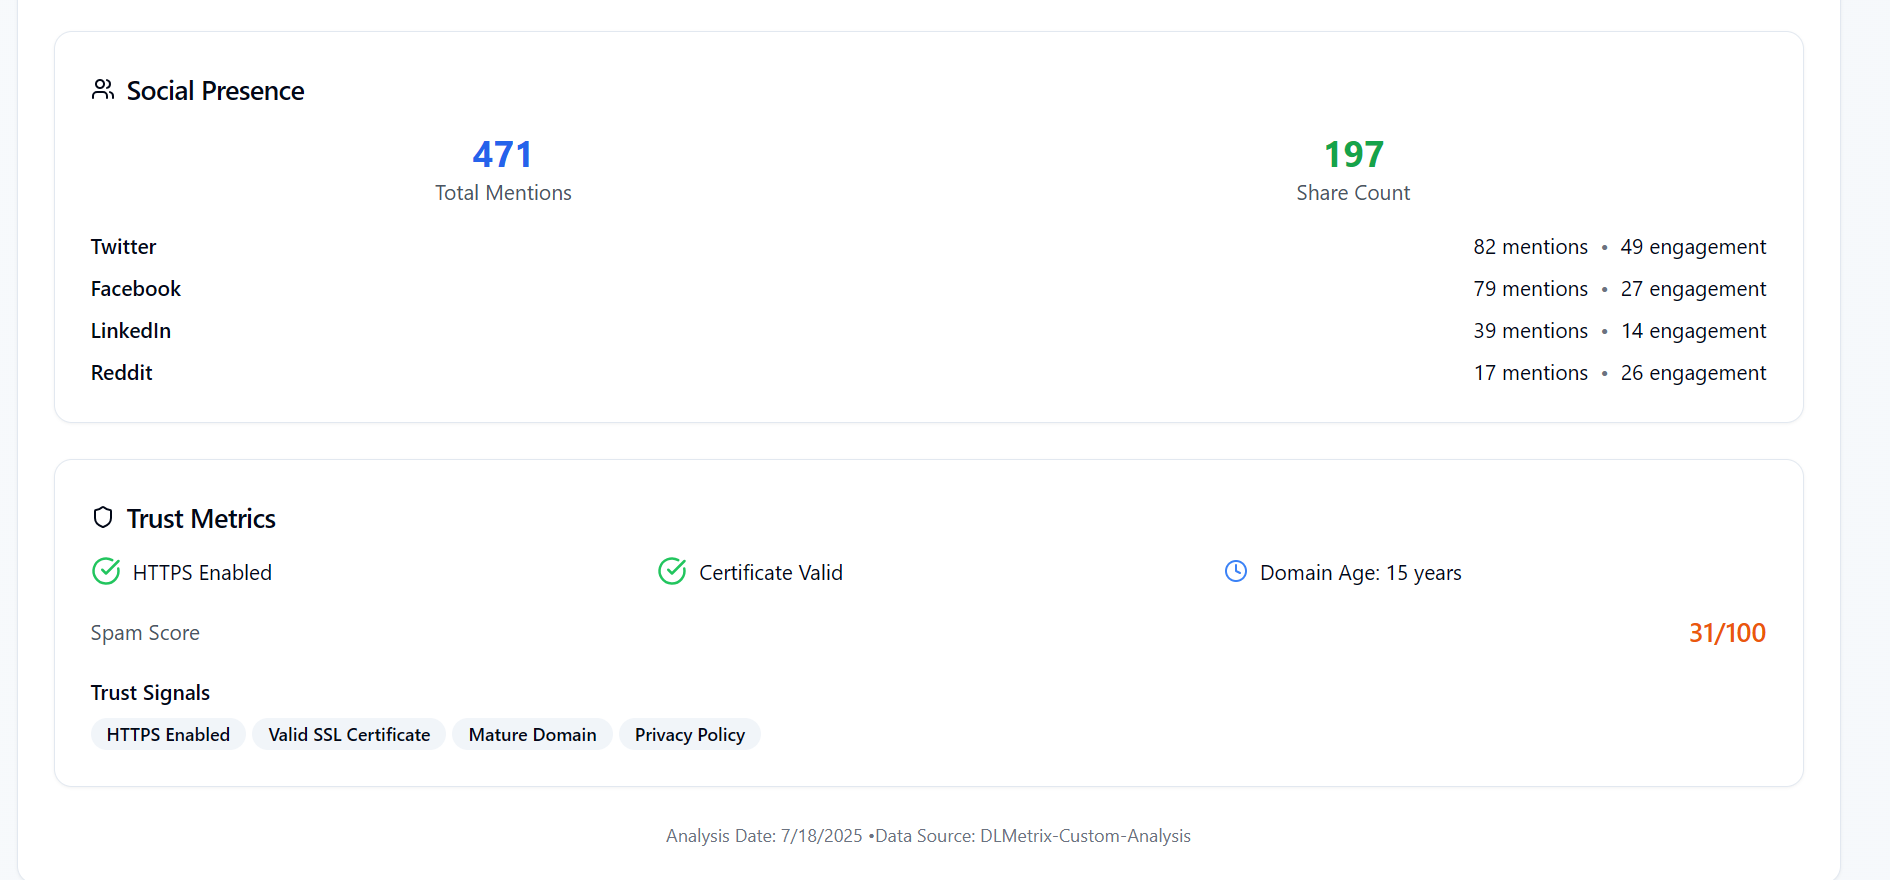 Social Presence
471
Total Mentions
197
Share Count
Twitter
82 mentions • 49 engagement
Facebook
79 mentions • 27 engagement
LinkedIn
39 mentions • 14 engagement
Reddit
17 mentions • 26 engagement
Trust Metrics
HTTPS Enabled
Certificate Valid
Domain Age: 15 years
Spam Score
31/100
Trust Signals
HTTPS Enabled
Valid SSL Certificate
Mature Domain
Privacy Policy
Analysis Date: 7/18/2025 •Data Source: DLMetrix-Custom-Analysis